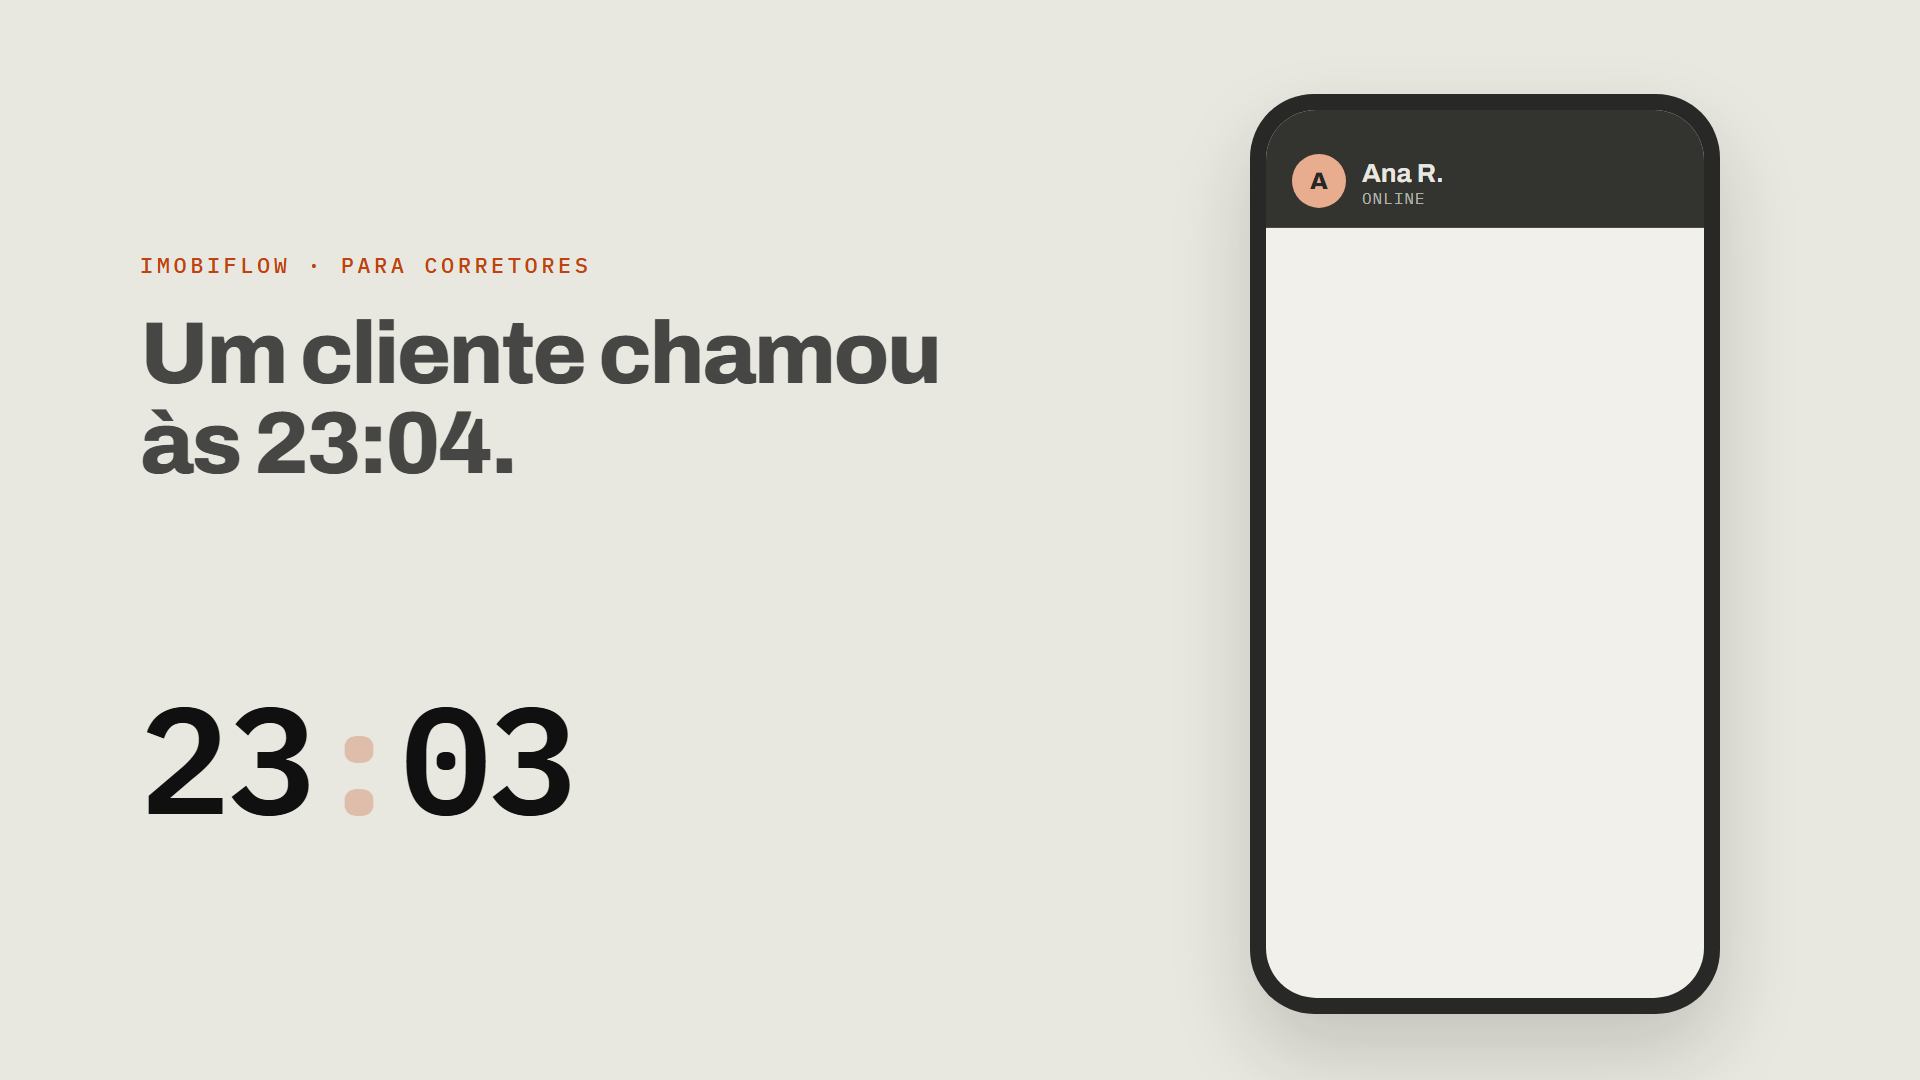 IMOBIFLOW · PARA CORRETORES
Um cliente chamou
às 23:04.
23:03
A
Ana R.
ONLINE